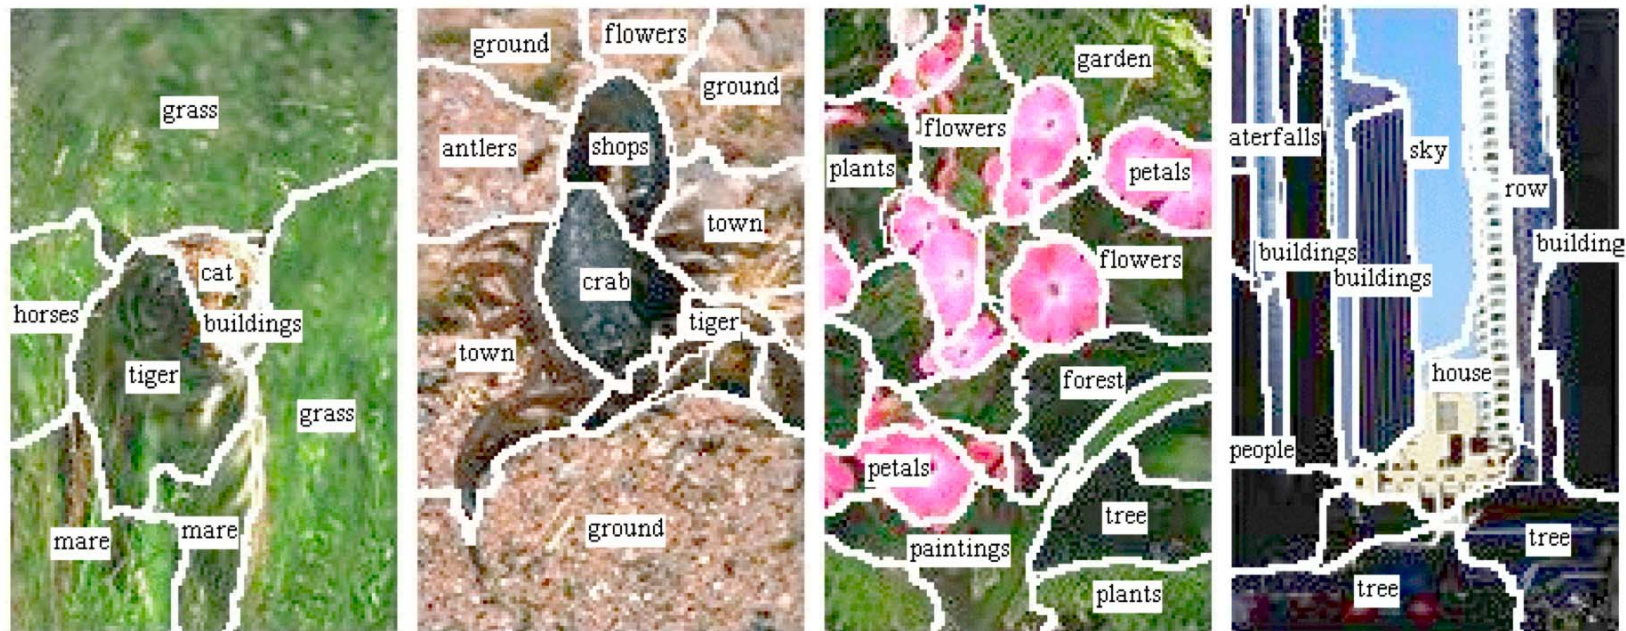 grass
cat
horses
buildings
tiger
grass
mare
mare
flowers
ground
ground
antlers
shops
town
crab
tiger
town
ground
garden
flowers
plants
petals
flowers
forest
petals
tree
paintings
plants
aterfalls
sky
row
buildings
building
buildings
house
people
tree
tree